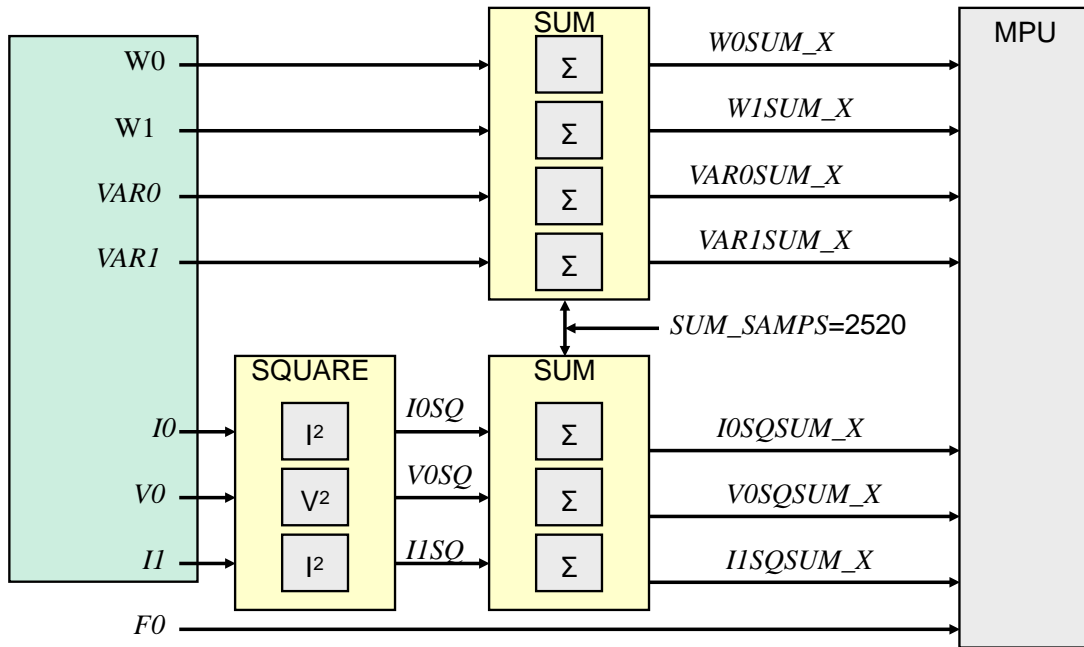 SUM
MPU
W0
Σ
W0SUM_X
W1
Σ
W1SUM_X
VAR0
Σ
VAR0SUM_X
VAR1
Σ
VAR1SUM_X
SUM_SAMPS=2520
SQUARE
SUM
I0
I²
I0SQ
Σ
I0SQSUM_X
V0
V²
V0SQ
Σ
V0SQSUM_X
I1
I²
I1SQ
Σ
I1SQSUM_X
F0